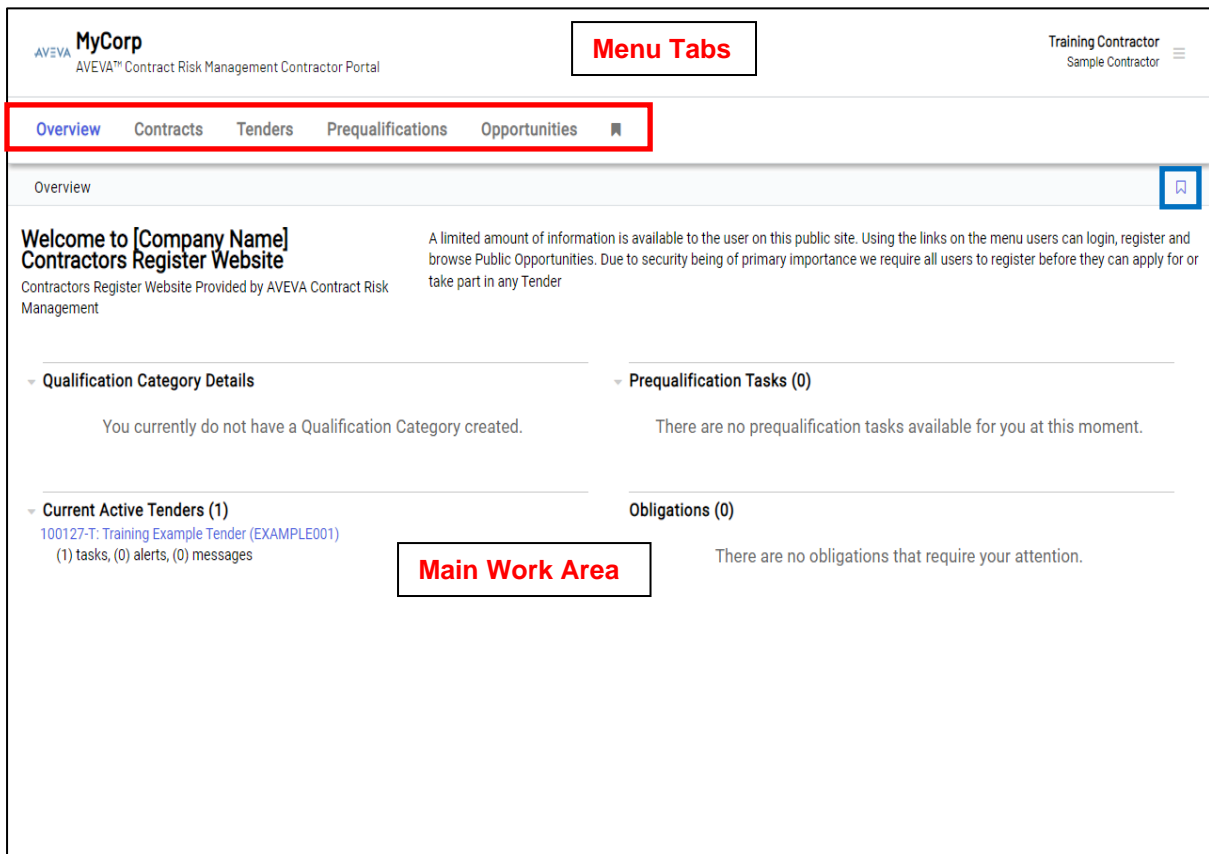 AVEVA MyCorp
AVEVA™ Contract Risk Management Contractor Portal
Menu Tabs
Training Contractor
Sample Contractor
Overview Contracts Tenders Prequalifications Opportunities
Overview
Welcome to [Company Name]
Contractors Register Website
Contractors Register Website Provided by AVEVA Contract Risk
Management
A limited amount of information is available to the user on this public site. Using the links on the menu users can login, register and
browse Public Opportunities. Due to security being of primary importance we require all users to register before they can apply for or
take part in any Tender
Qualification Category Details
You currently do not have a Qualification Category created.
Prequalification Tasks (0)
There are no prequalification tasks available for you at this moment.
Current Active Tenders (1)
100127-T: Training Example Tender (EXAMPLE001)
(1) tasks, (0) alerts, (0) messages
Obligations (0)
There are no obligations that require your attention.
Main Work Area